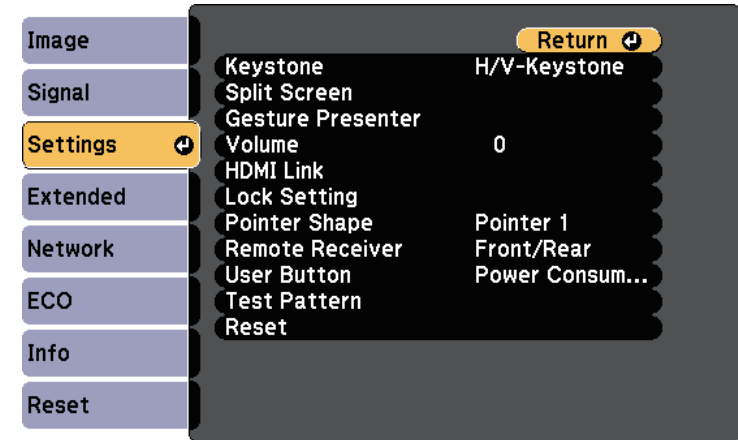 Image
Signal
Settings
Extended
Network
ECO
Info
Reset
Return
Keystone H/V-Keystone
Split Screen
Gesture Presenter
Volume 0
HDMI Link
Lock Setting
Pointer Shape Pointer 1
Remote Receiver Front/Rear
User Button Power Consum...
Test Pattern
Reset